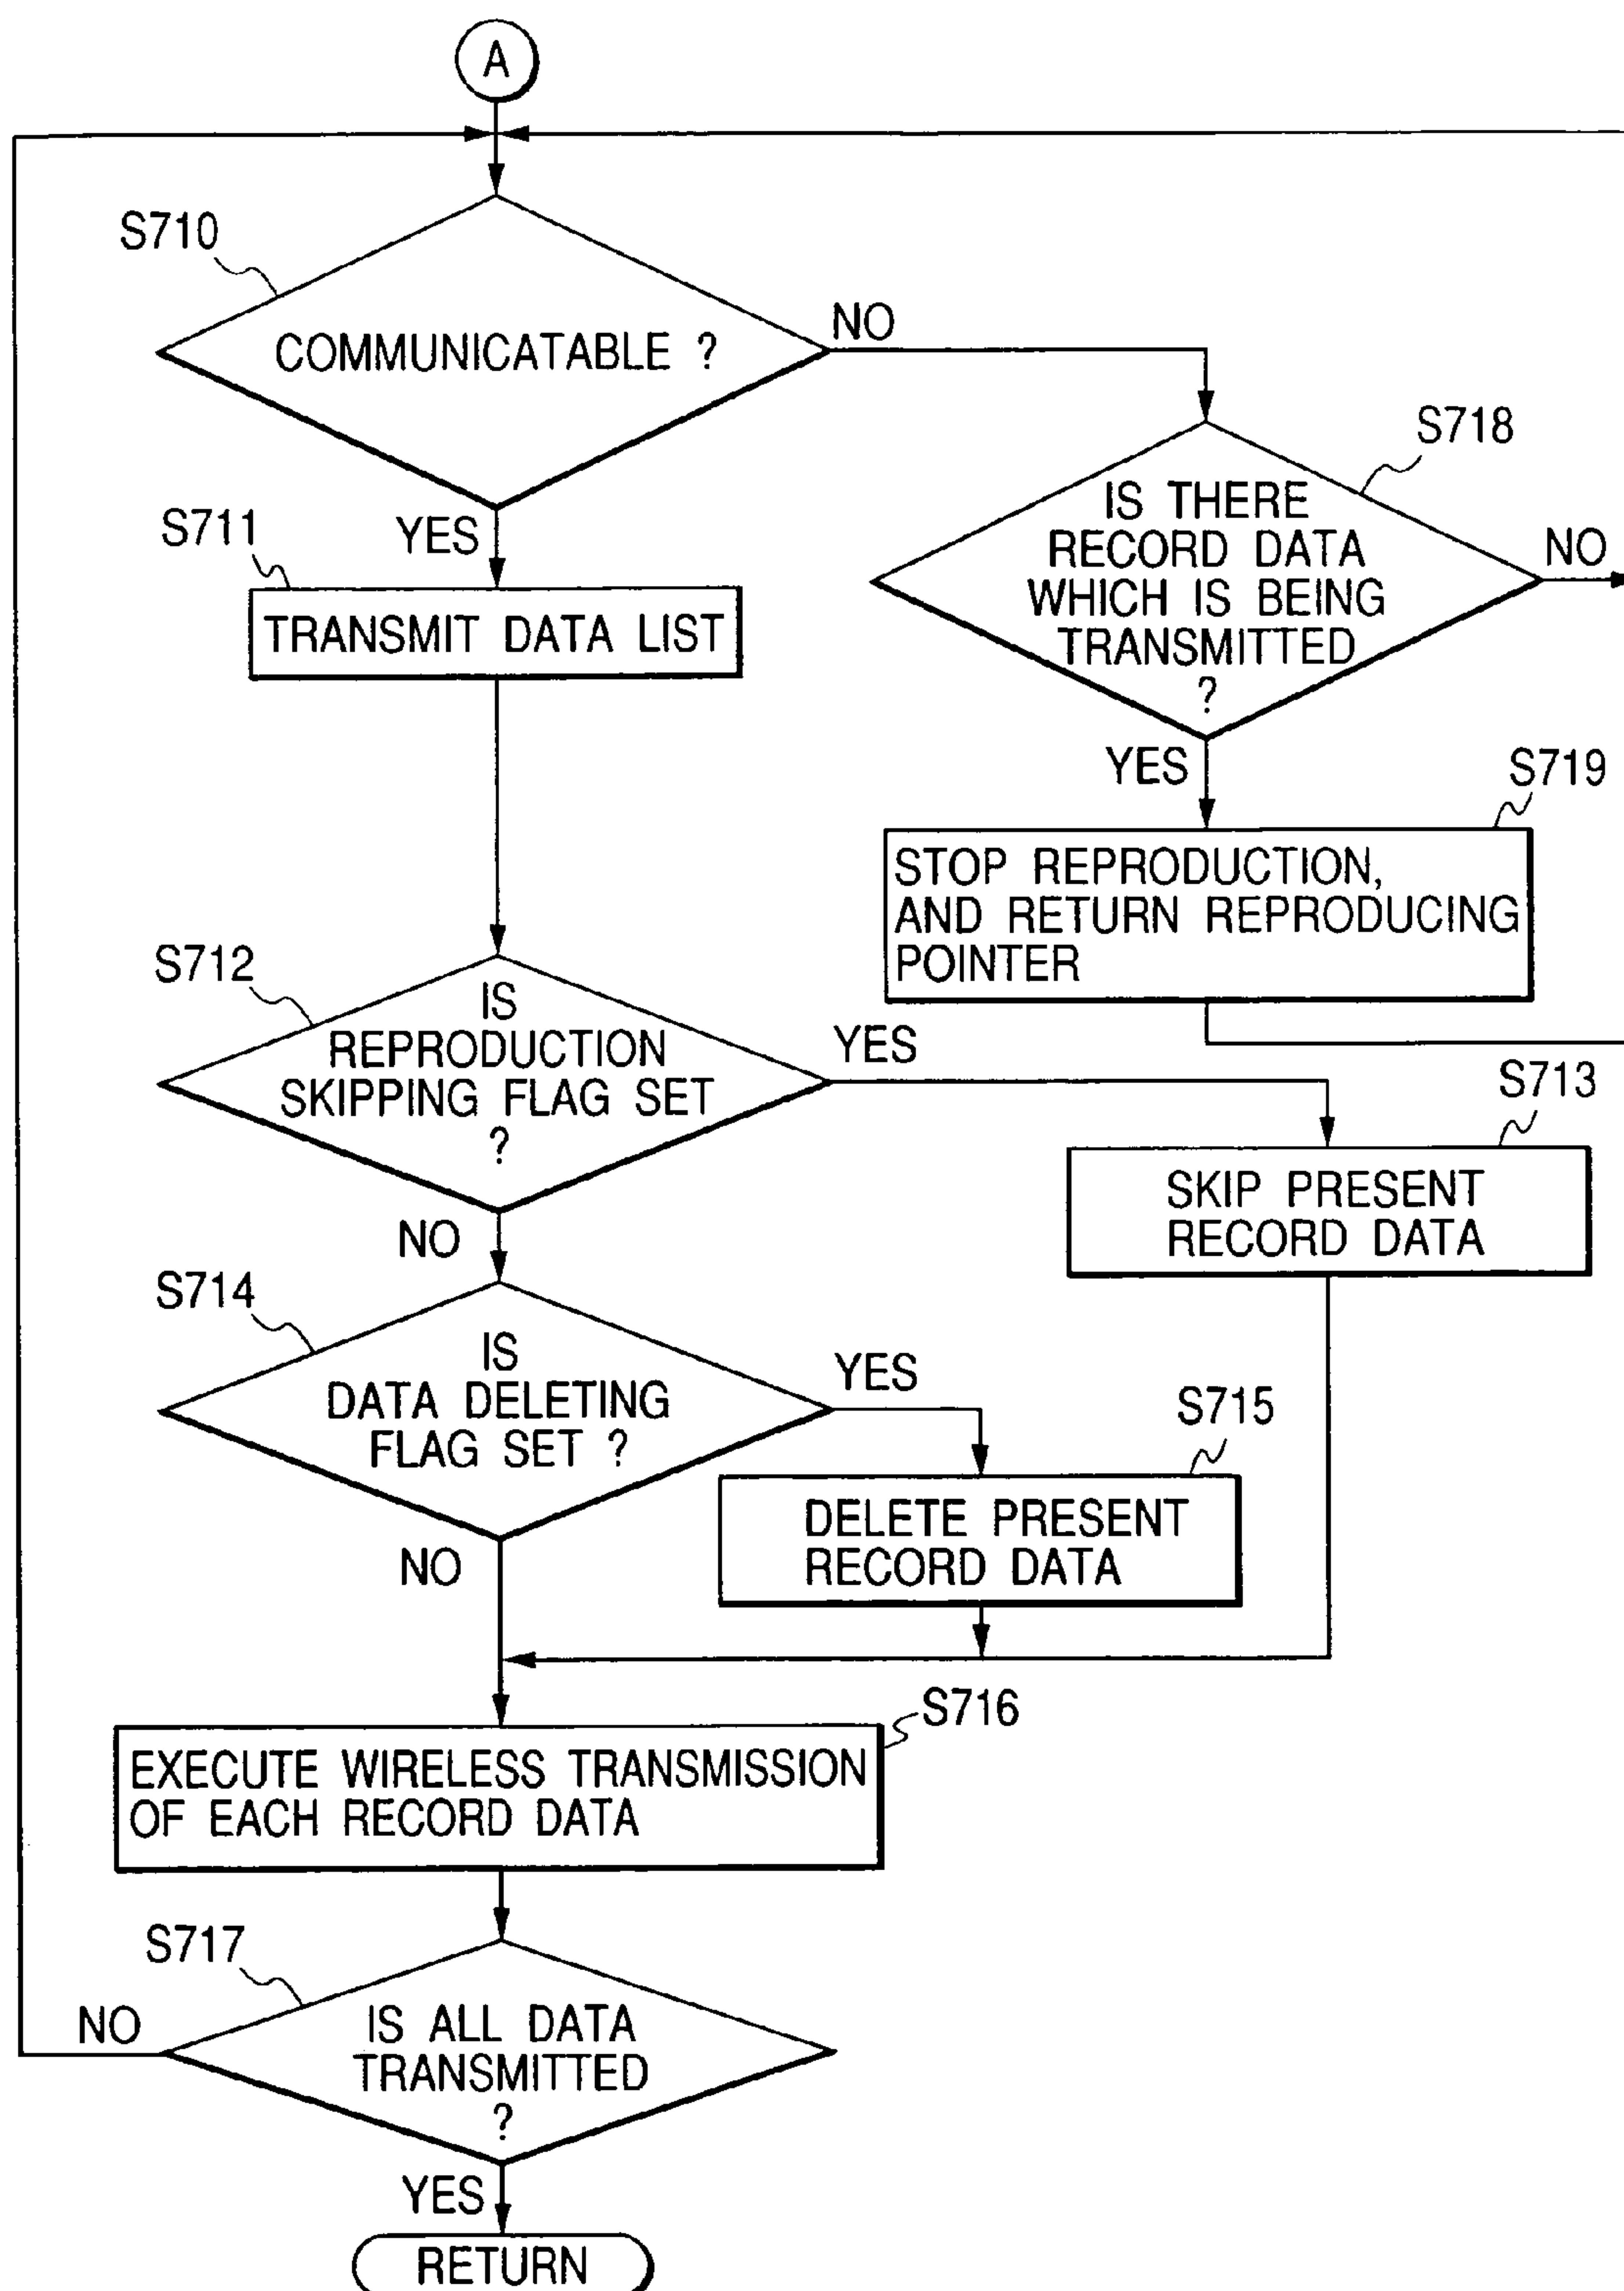 A
S710
COMMUNICATABLE ?
NO
YES
S718
IS THERE
RECORD DATA
WHICH IS BEING
TRANSMITTED
?
NO
YES
S711
TRANSMIT DATA LIST
S719
STOP REPRODUCTION,
AND RETURN REPRODUCING
POINTER
S712
IS
REPRODUCTION
SKIPPING FLAG SET
?
YES
NO
S713
SKIP PRESENT
RECORD DATA
S714
IS
DATA DELETING
FLAG SET ?
YES
NO
S715
DELETE PRESENT
RECORD DATA
S716
EXECUTE WIRELESS TRANSMISSION
OF EACH RECORD DATA
S717
IS ALL DATA
TRANSMITTED
?
NO
YES
RETURN